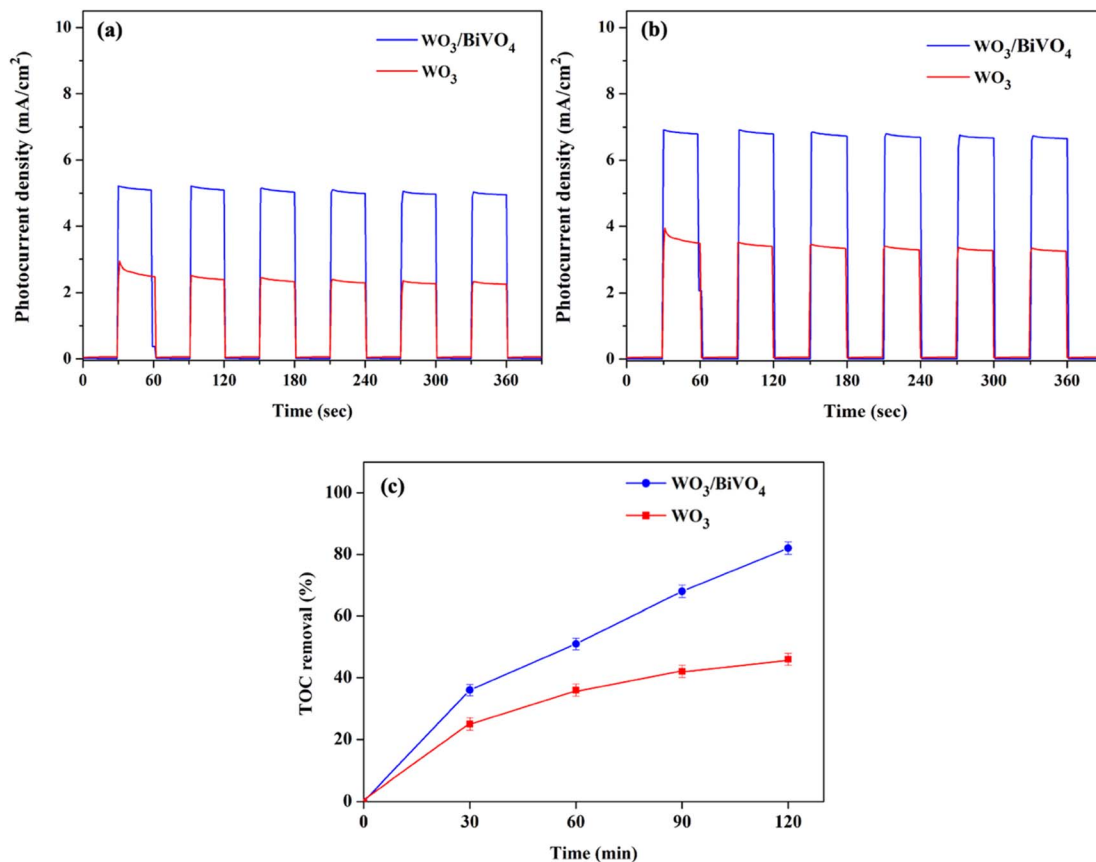 (a)
WO3/BiVO4
WO3
Photocurrent density (mA/cm2)
10
8
6
4
2
0
0 60 120 180 240 300 360
Time (sec)
(b)
WO3/BiVO4
WO3
Photocurrent density (mA/cm2)
10
8
6
4
2
0
0 60 120 180 240 300 360
Time (sec)
(c)
WO3/BiVO4
WO3
TOC removal (%)
100
80
60
40
20
0
0 30 60 90 120
Time (min)